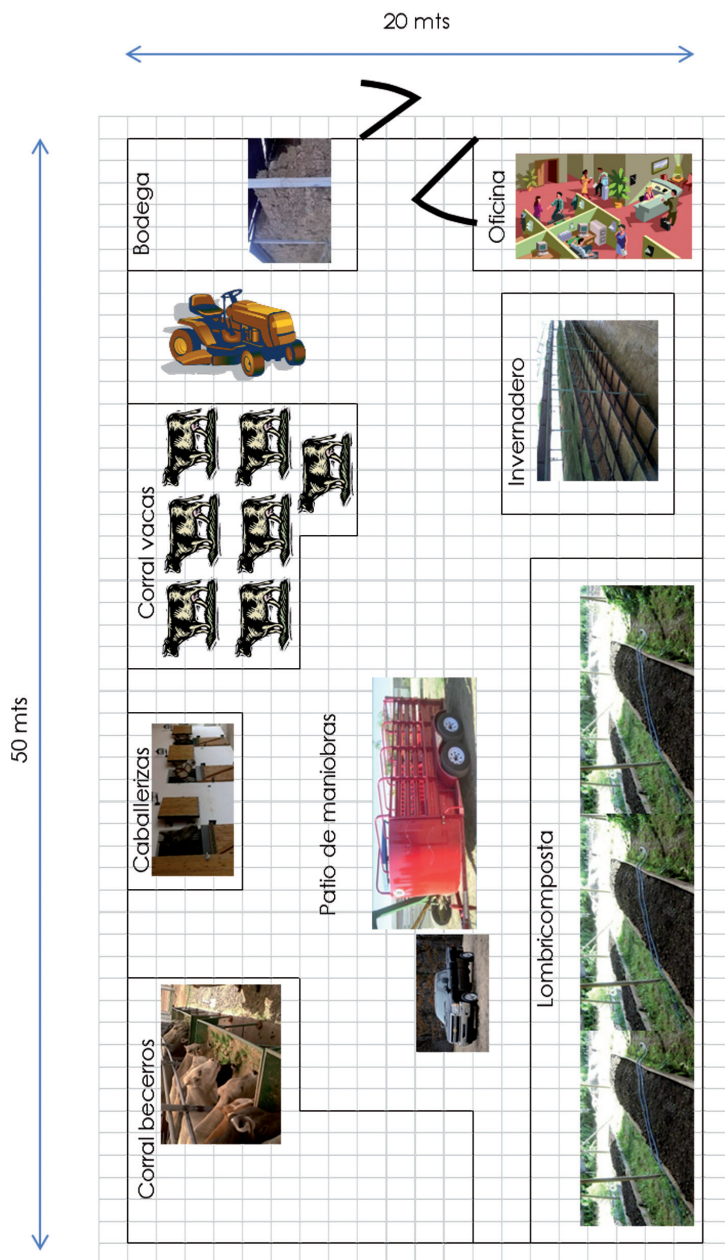 20 mts
50 mts
Bodega
Oficina
Invernadero
Corral vacas
Caballerizas
Patio de maniobras
Lombricomposta
Corral becerros